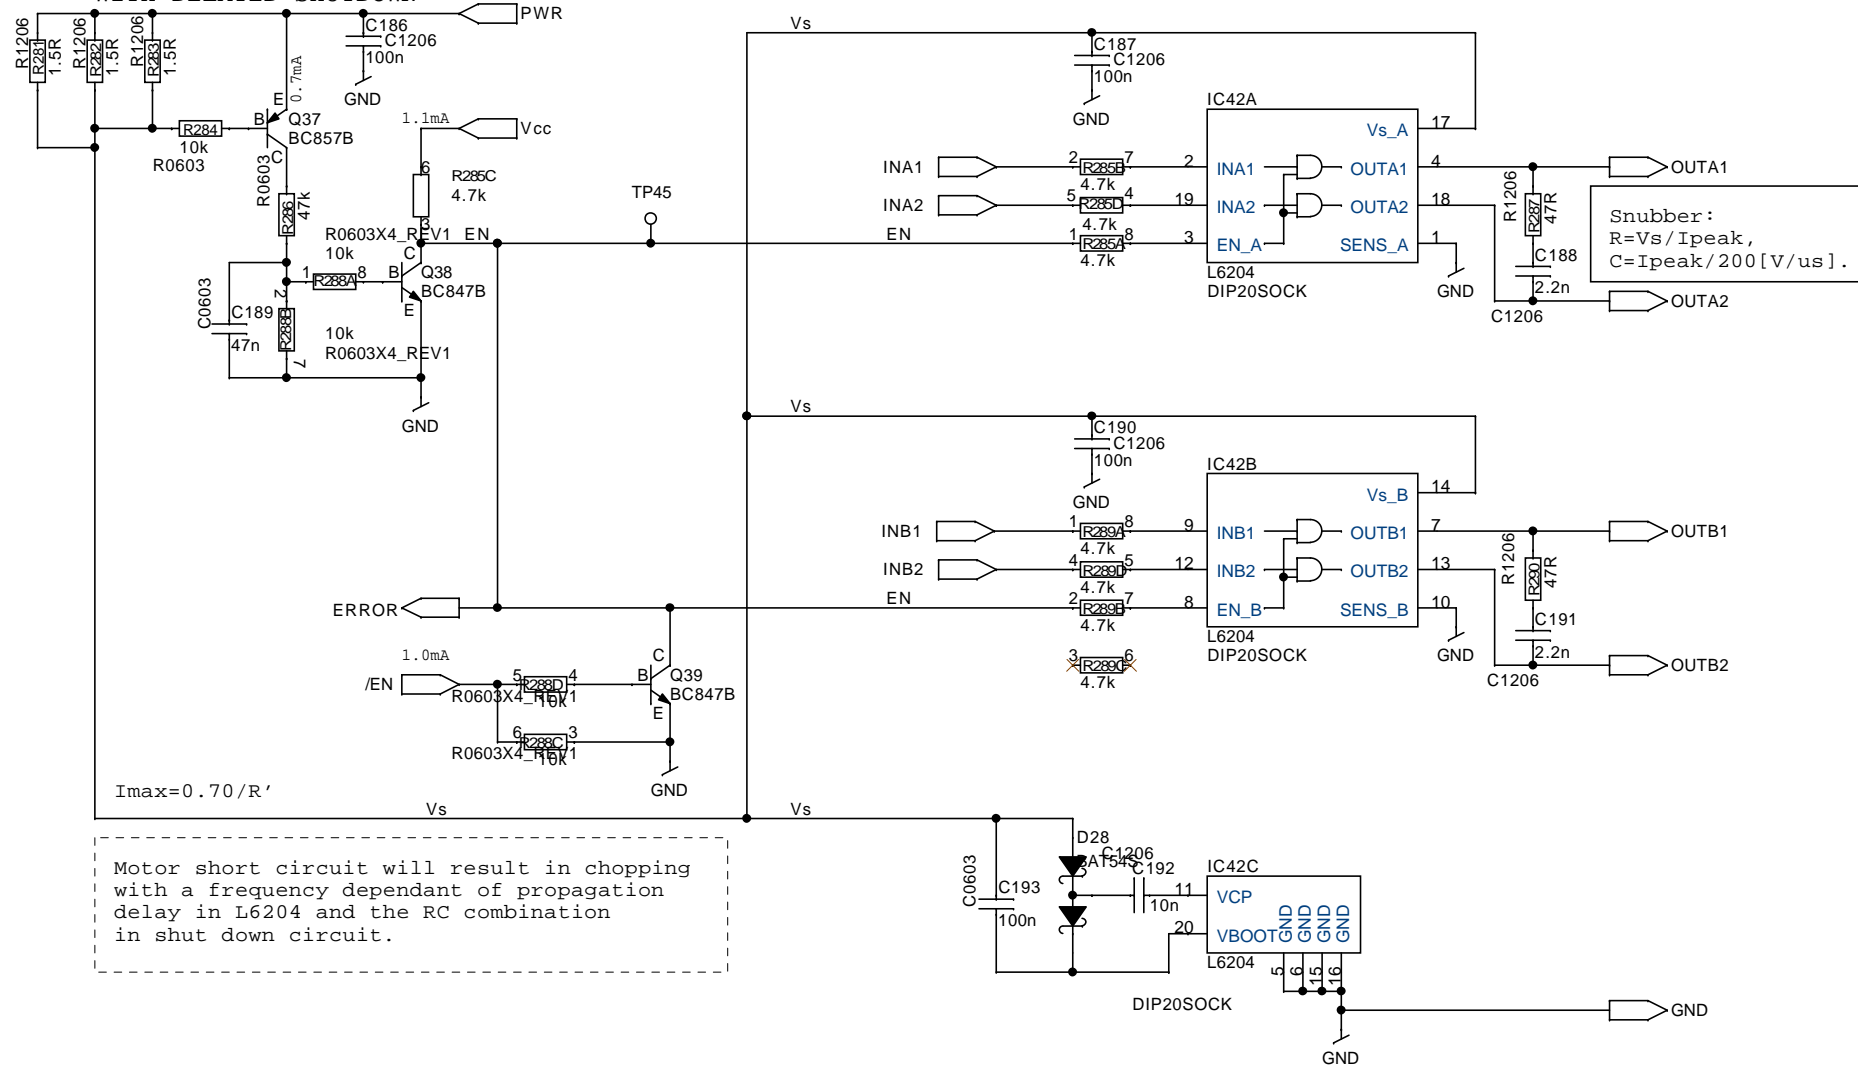 WITH DELAYED SHUTDOWN
PWR
R1206
R281
1.5R
R1206
R282
1.5R
R1206
R283
1.5R
0.7mA
C186
C1206
100n
GND
E
B
C
Q37
BC857B
R284
10k
R0603
R0603
R286
47k
1.1mA
Vcc
6
R285C
4.7k
3
R0603X4_REV1
EN
10k
1
R288A
8
B
C
E
Q38
BC847B
2
R288B
7
10k
R0603X4_REV1
C0603
C189
47n
GND
TP45
Vs
C187
C1206
100n
GND
IC42A
Vs_A
17
INA1
2
R285B
7
4.7k
2
INA1
OUTA1
4
OUTA1
INA2
5
R285D
4
4.7k
19
INA2
OUTA2
18
EN
1
R285A
8
4.7k
3
EN_A
SENS_A
1
L6204
DIP20SOCK
GND
R1206
R287
47R
C188
2.2n
C1206
OUTA2
Snubber:
R=Vs/Ipeak,
C=Ipeak/200[V/us].
Vs
C190
C1206
100n
GND
IC42B
Vs_B
14
INB1
1
R289A
8
4.7k
9
INB1
OUTB1
7
OUTB1
INB2
4
R289D
5
4.7k
12
INB2
OUTB2
13
EN
2
R289B
7
4.7k
8
EN_B
SENS_B
10
L6204
DIP20SOCK
GND
3
R289C
6
4.7k
R1206
R290
47R
C191
2.2n
C1206
OUTB2
ERROR
1.0mA
/EN
5
R288D
4
R0603X4_REV1
10k
B
C
E
Q39
BC847B
6
R288C
3
R0603X4_REV1
10k
GND
Imax=0.70/R'
Vs
Vs
Motor short circuit will result in chopping
with a frequency dependant of propagation
delay in L6204 and the RC combination
in shut down circuit.
C0603
C193
100n
D28
BAT54S
C1206
C192
10n
IC42C
11
VCP
20
VBOOT
GND
GND
GND
GND
L6204
5
6
15
16
DIP20SOCK
GND
GND